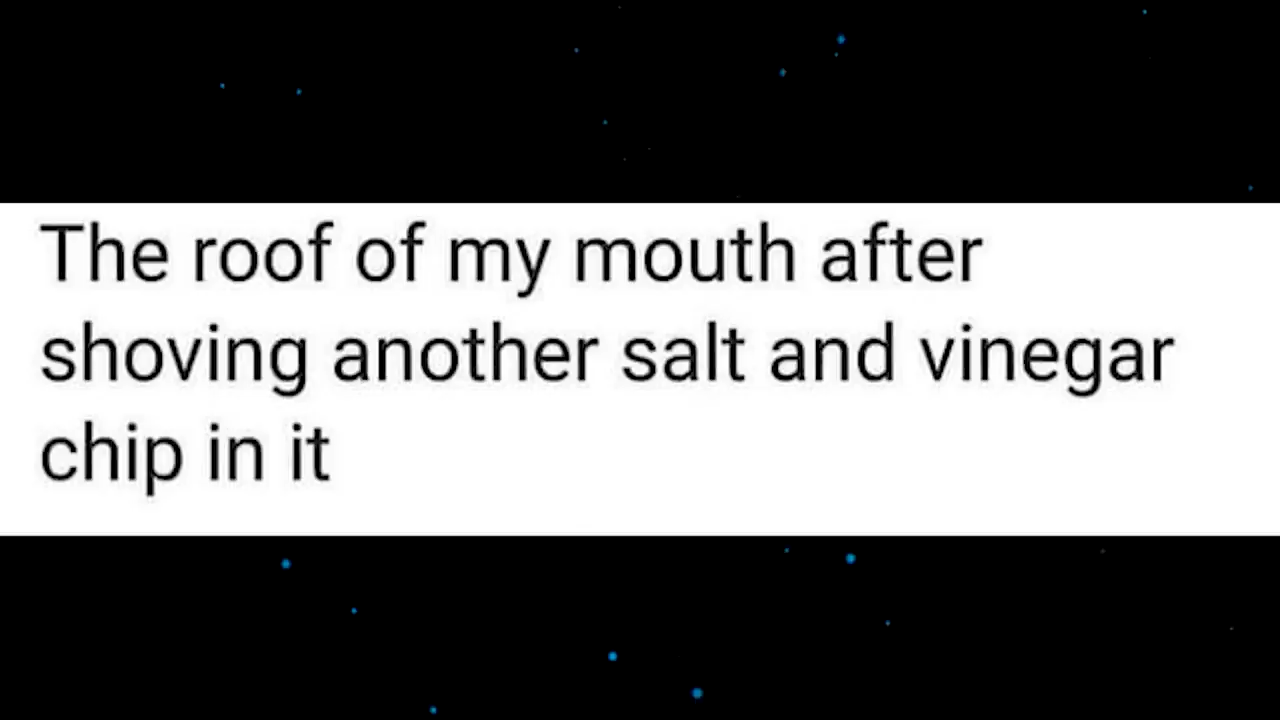 The roof of my mouth after
shoving another salt and vinegar
chip in it